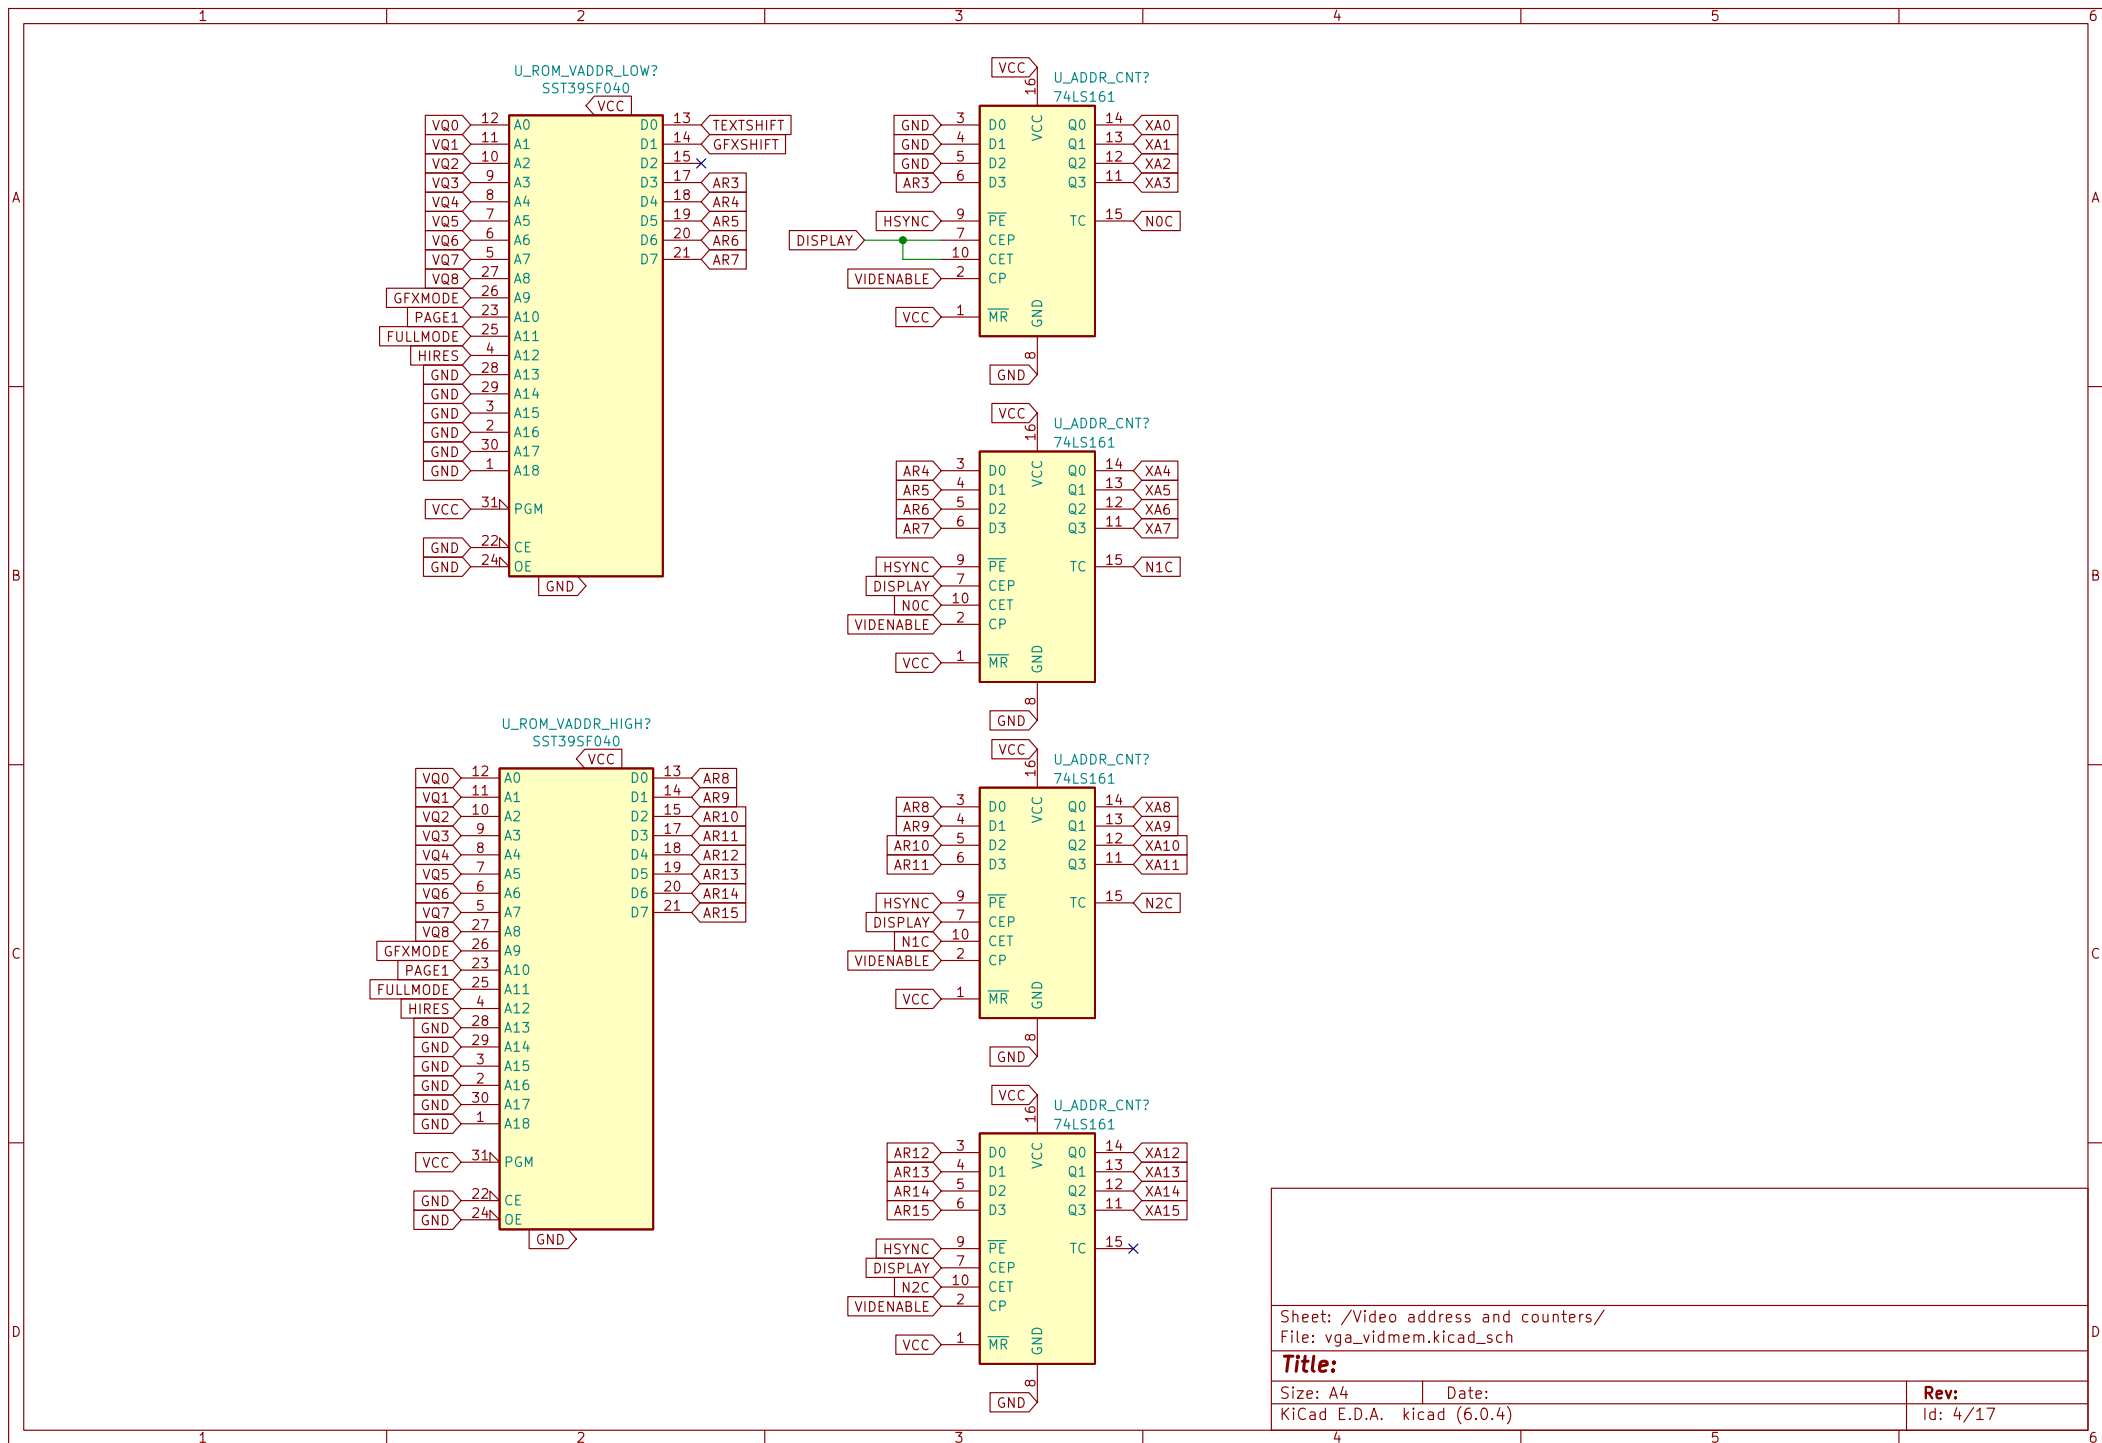 1 2 3 4 5 6
A
B
C
D
U_ROM_VADDR_LOW?
SST39SF040
VCC
VQ0 12 A0 D0 13 TEXTSHIFT
VQ1 11 A1 D1 14 GFXSHIFT
VQ2 10 A2 D2 15
VQ3 9 A3 D3 17 AR3
VQ4 8 A4 D4 18 AR4
VQ5 7 A5 D5 19 AR5
VQ6 6 A6 D6 20 AR6
VQ7 5 A7 D7 21 AR7
VQ8 27 A8
GFXMODE 26 A9
PAGE1 23 A10
FULLMODE 25 A11
HIRES 4 A12
GND 28 A13
GND 29 A14
GND 3 A15
GND 2 A16
GND 30 A17
GND 1 A18
VCC 31 PGM
GND 22 CE
GND 24 OE
GND
U_ROM_VADDR_HIGH?
SST39SF040
VCC
VQ0 12 A0 D0 13 AR8
VQ1 11 A1 D1 14 AR9
VQ2 10 A2 D2 15 AR10
VQ3 9 A3 D3 17 AR11
VQ4 8 A4 D4 18 AR12
VQ5 7 A5 D5 19 AR13
VQ6 6 A6 D6 20 AR14
VQ7 5 A7 D7 21 AR15
VQ8 27 A8
GFXMODE 26 A9
PAGE1 23 A10
FULLMODE 25 A11
HIRES 4 A12
GND 28 A13
GND 29 A14
GND 3 A15
GND 2 A16
GND 30 A17
GND 1 A18
VCC 31 PGM
GND 22 CE
GND 24 OE
GND
VCC 16 U_ADDR_CNT?
74LS161
VCC
GND 3 D0 Q0 14 XA0
GND 4 D1 Q1 13 XA1
GND 5 D2 Q2 12 XA2
AR3 6 D3 Q3 11 XA3
HSYNC 9 PE TC 15 N0C
DISPLAY 7 CEP
10 CET
VIDENABLE 2 CP
VCC 1 MR GND
GND 8
VCC 16 U_ADDR_CNT?
74LS161
VCC
AR4 3 D0 Q0 14 XA4
AR5 4 D1 Q1 13 XA5
AR6 5 D2 Q2 12 XA6
AR7 6 D3 Q3 11 XA7
HSYNC 9 PE TC 15 N1C
DISPLAY 7 CEP
N0C 10 CET
VIDENABLE 2 CP
VCC 1 MR GND
GND 8
VCC 16 U_ADDR_CNT?
74LS161
VCC
AR8 3 D0 Q0 14 XA8
AR9 4 D1 Q1 13 XA9
AR10 5 D2 Q2 12 XA10
AR11 6 D3 Q3 11 XA11
HSYNC 9 PE TC 15 N2C
DISPLAY 7 CEP
N1C 10 CET
VIDENABLE 2 CP
VCC 1 MR GND
GND 8
VCC 16 U_ADDR_CNT?
74LS161
VCC
AR12 3 D0 Q0 14 XA12
AR13 4 D1 Q1 13 XA13
AR14 5 D2 Q2 12 XA14
AR15 6 D3 Q3 11 XA15
HSYNC 9 PE TC 15
DISPLAY 7 CEP
N2C 10 CET
VIDENABLE 2 CP
VCC 1 MR GND
GND 8
A
B
C
D
Sheet: /Video address and counters/
File: vga_vidmem.kicad_sch
Title:
Size: A4 Date: Rev:
KiCad E.D.A. kicad (6.0.4) Id: 4/17
1 2 3 4 5 6